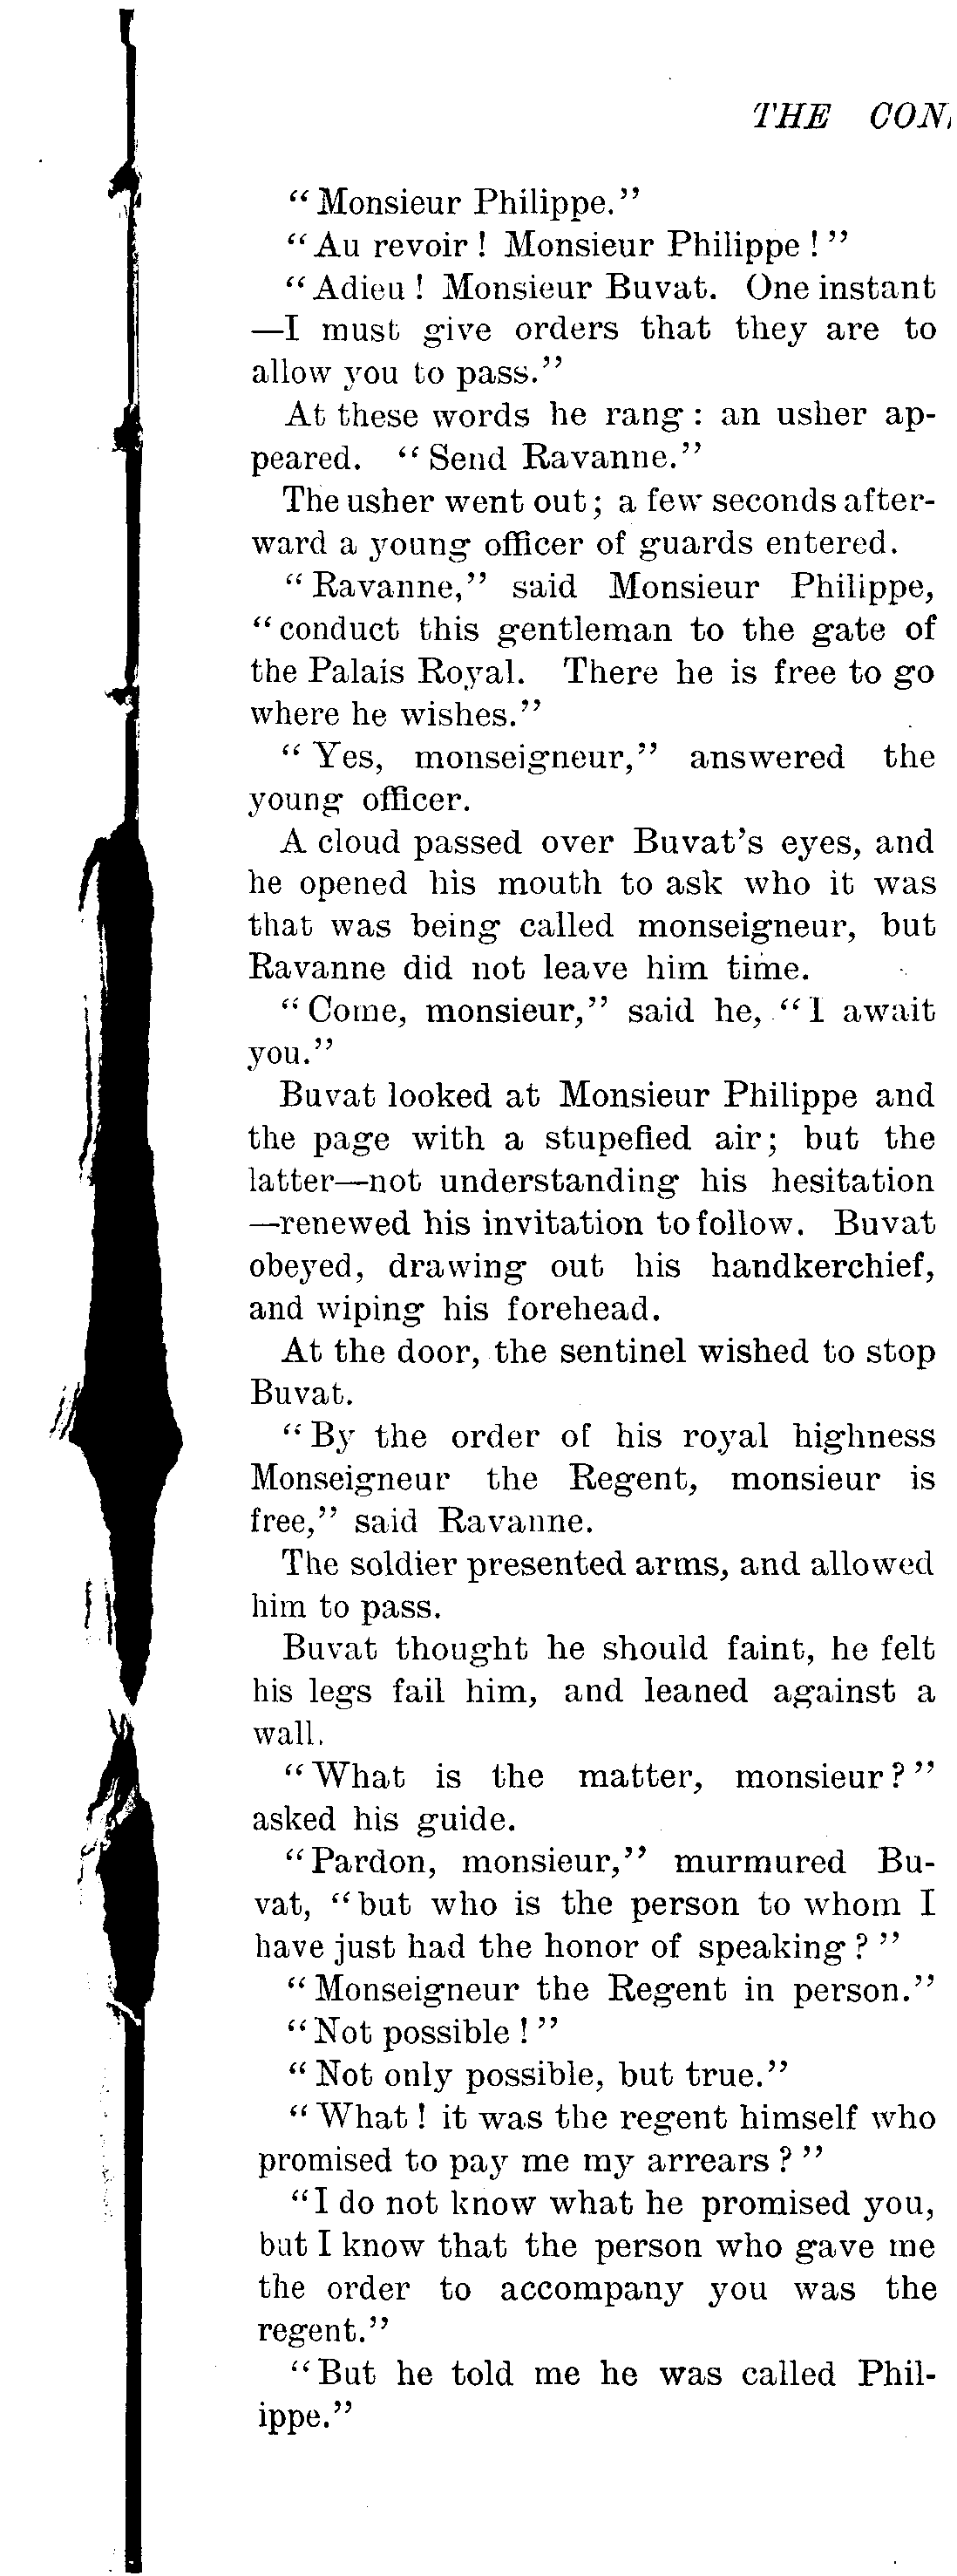 THE CON
“Monsieur Philippe.”
“Au revoir! Monsieur Philippe!”
“Adieu! Monsieur Buvat. One instant
—I must give orders that they are to
allow you to pass.”
At these words he rang: an usher ap-
peared. “Send Ravanne.”
The usher went out; a few seconds after-
ward a young officer of guards entered.
“Ravanne,” said Monsieur Philippe,
“conduct this gentleman to the gate of
the Palais Royal. There he is free to go
where he wishes.”
“Yes, monseigneur,” answered the
young officer.
A cloud passed over Buvat’s eyes, and
he opened his mouth to ask who it was
that was being called monseigneur, but
Ravanne did not leave him time.
“Come, monsieur,” said he, “I await
you.”
Buvat looked at Monsieur Philippe and
the page with a stupefied air; but the
latter—not understanding his hesitation
—renewed his invitation to follow. Buvat
obeyed, drawing out his handkerchief,
and wiping his forehead.
At the door, the sentinel wished to stop
Buvat.
“By the order of his royal highness
Monseigneur the Regent, monsieur is
free,” said Ravanne.
The soldier presented arms, and allowed
him to pass.
Buvat thought he should faint, he felt
his legs fail him, and leaned against a
wall.
“What is the matter, monsieur?”
asked his guide.
“Pardon, monsieur,” murmured Bu-
vat, “but who is the person to whom I
have just had the honor of speaking?”
“Monseigneur the Regent in person.”
“Not possible!”
“Not only possible, but true.”
“What! it was the regent himself who
promised to pay me my arrears?”
“I do not know what he promised you,
but I know that the person who gave me
the order to accompany you was the
regent.”
“But he told me he was called Phil-
ippe.”